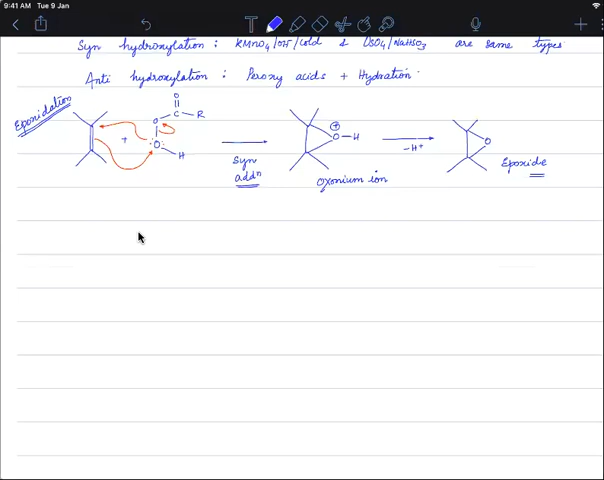 9:41 AM Tue 9 Jan
Syn hydroxylation : KMnO4/OH/cold & OSO4/NaHSO3 are same types
Anti hydroxylation : Peroxy acids + Hydration
Epoxidation
O
O C R
+ :O: H
Syn
addⁿ
⊕
O H
Oxonium ion
-H+
O
Epoxide